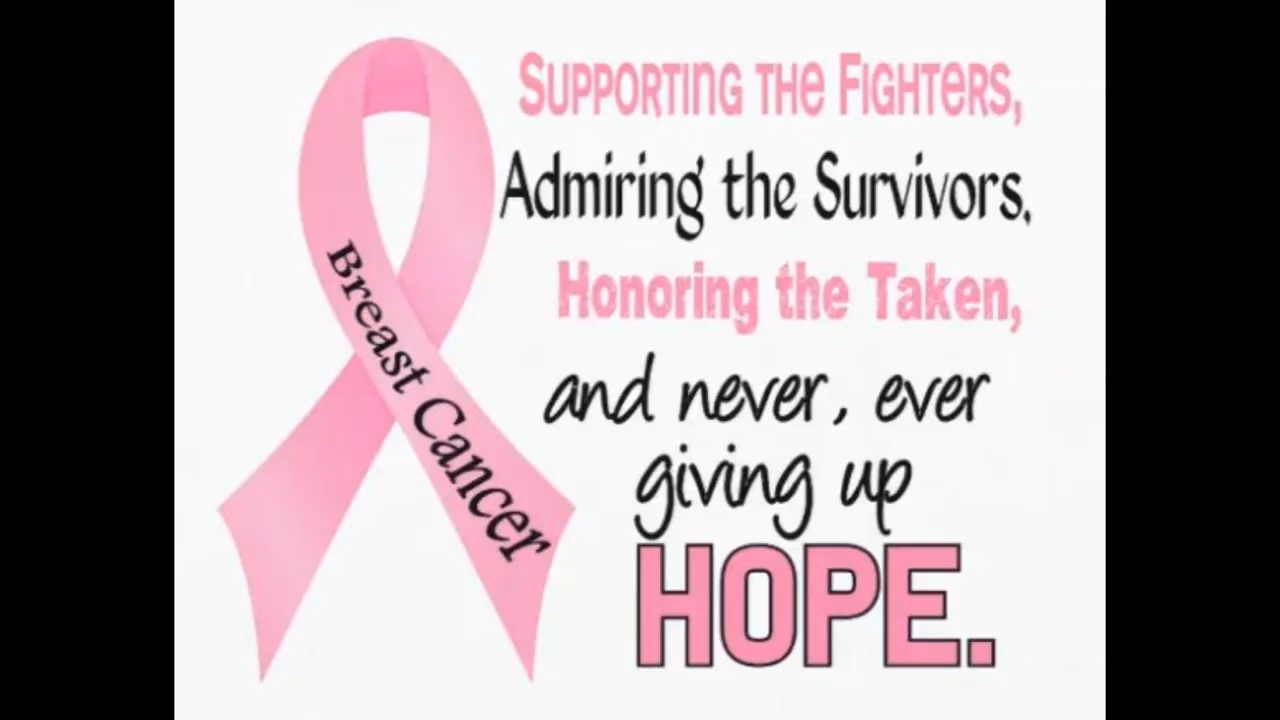 Breast Cancer
SUPPORTING THE FIGHTERS,
Admiring the Survivors,
Honoring the Taken,
and never, ever
giving up
HOPE.